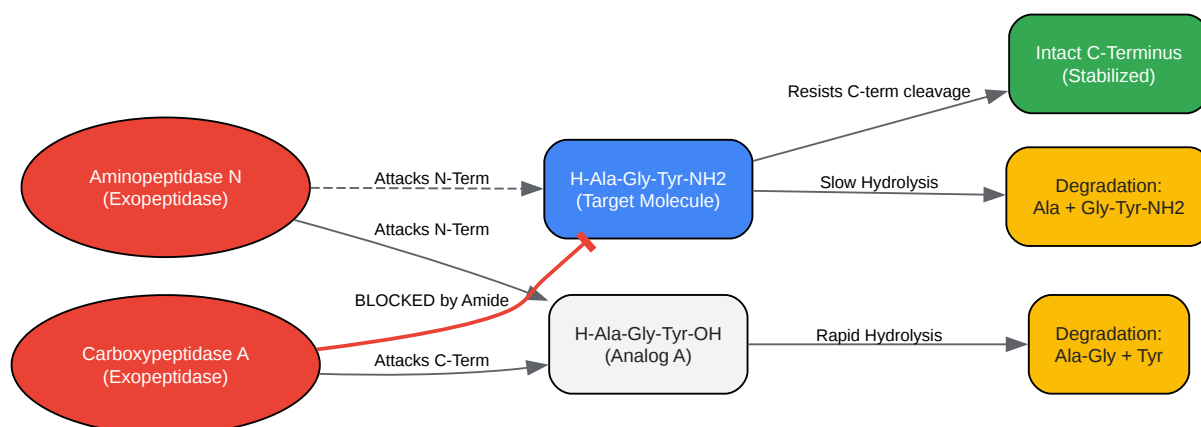 Intact C-Terminus
(Stabilized)
Resists C-term cleavage
Aminopeptidase N
(Exopeptidase)
Attacks N-Term
H-Ala-Gly-Tyr-NH2
(Target Molecule)
Slow Hydrolysis
Degradation:
Ala + Gly-Tyr-NH2
Attacks N-Term
BLOCKED by Amide
Carboxypeptidase A
(Exopeptidase)
Attacks C-Term
H-Ala-Gly-Tyr-OH
(Analog A)
Rapid Hydrolysis
Degradation:
Ala-Gly + Tyr